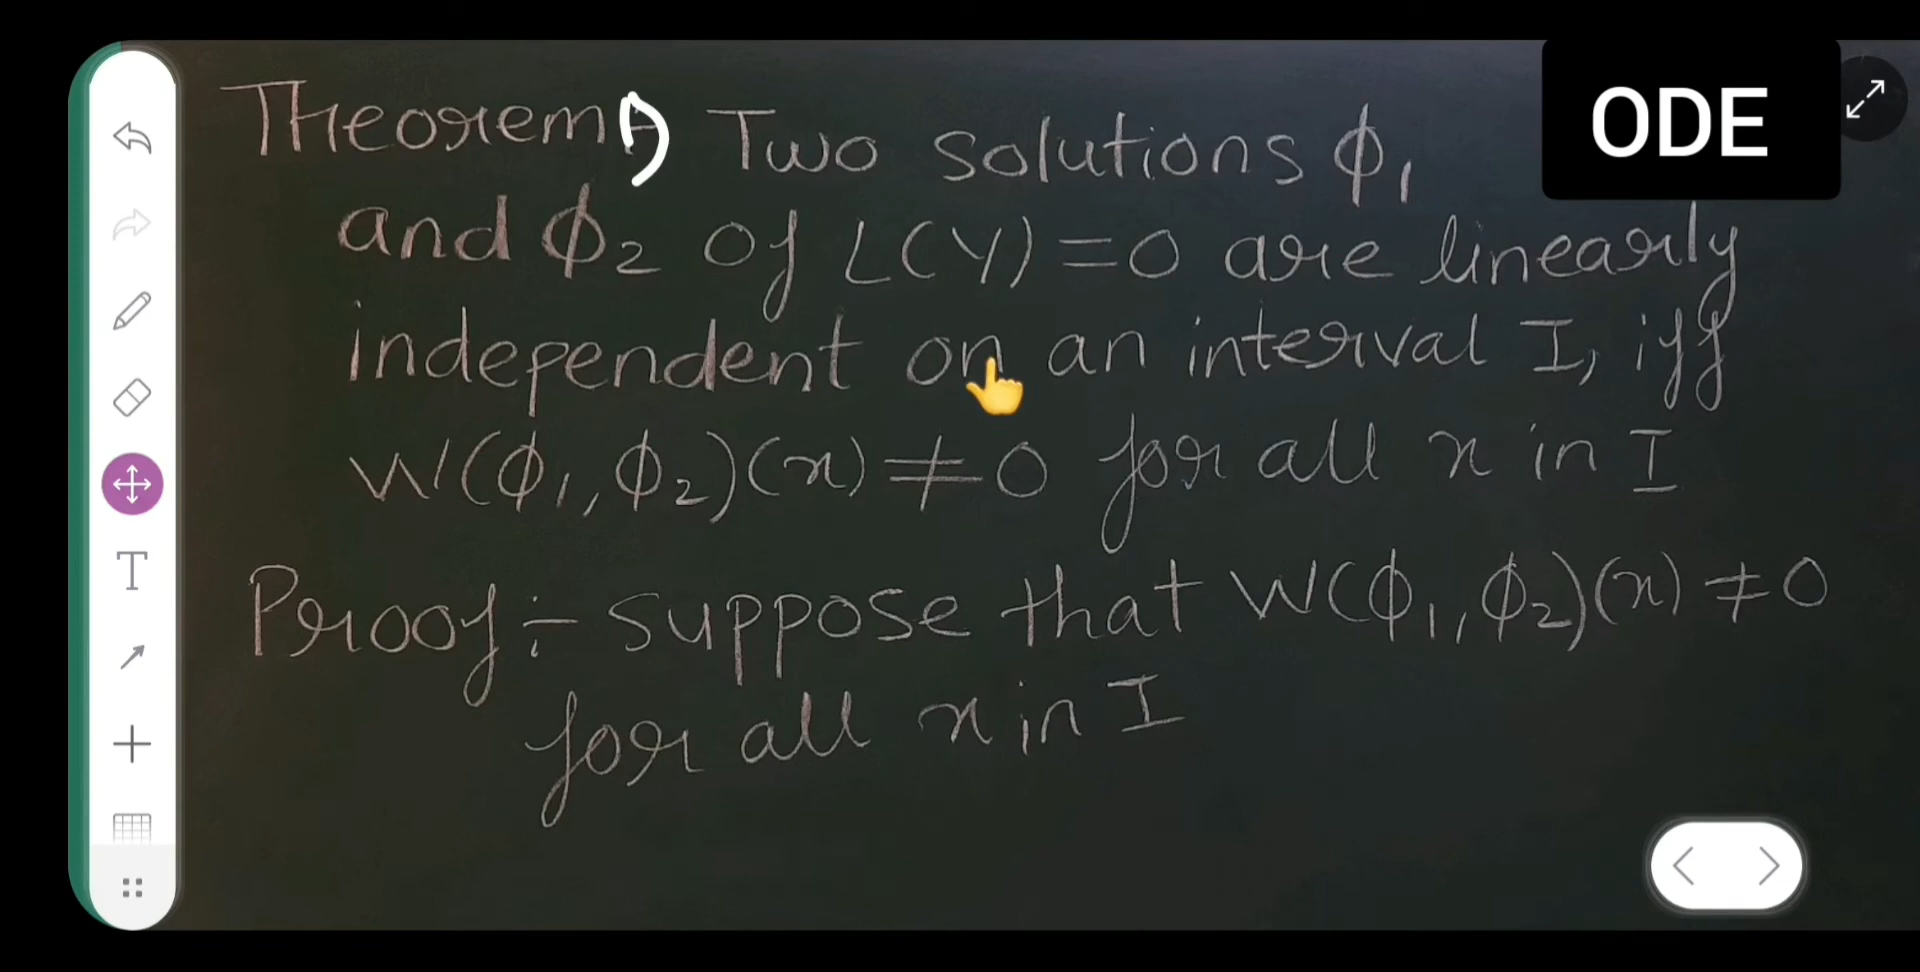 ODE
Theorem:- Two solutions ϕ₁
and ϕ₂ of L(Y)=0 are linearly
independent on an interval I, iff
W(ϕ₁, ϕ₂)(x) ≠ 0 for all x in I
Proof :- suppose that W(ϕ₁, ϕ₂)(x) ≠ 0
for all x in I
T